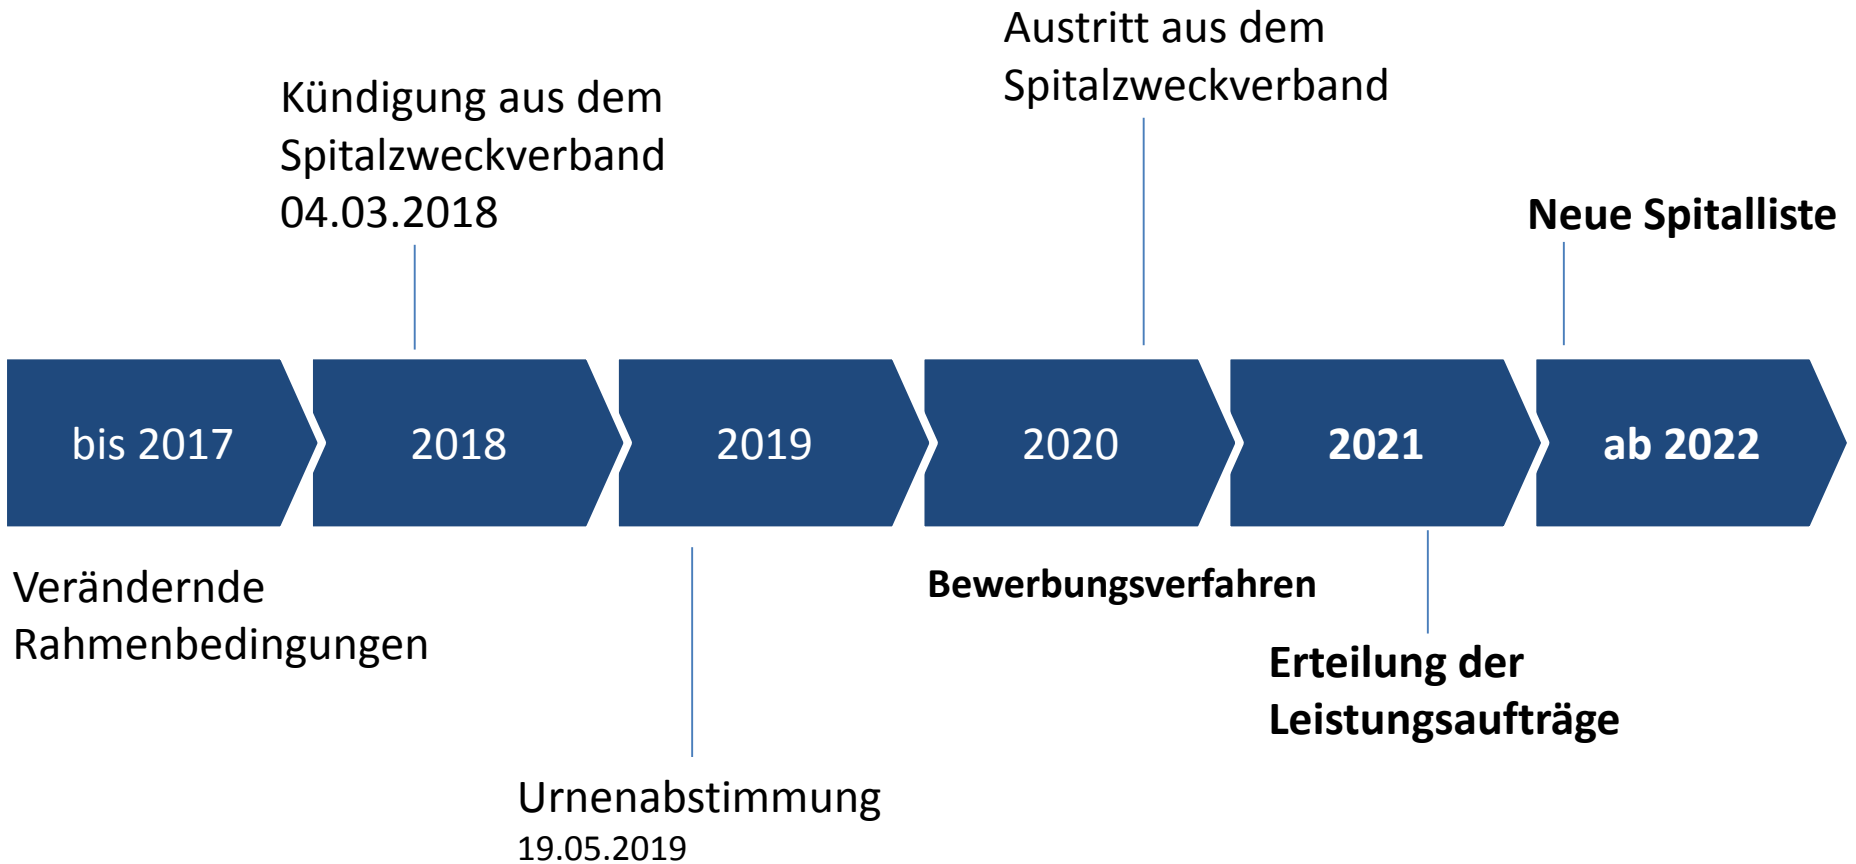 Austritt aus dem
Spitalzweckverband
Kündigung aus dem
Spitalzweckverband
04.03.2018
Neue Spitalliste
bis 2017
2018
2019
2020
2021
ab 2022
Verändernde
Rahmenbedingungen
Bewerbungsverfahren
Erteilung der
Leistungsaufträge
Urnenabstimmung
19.05.2019